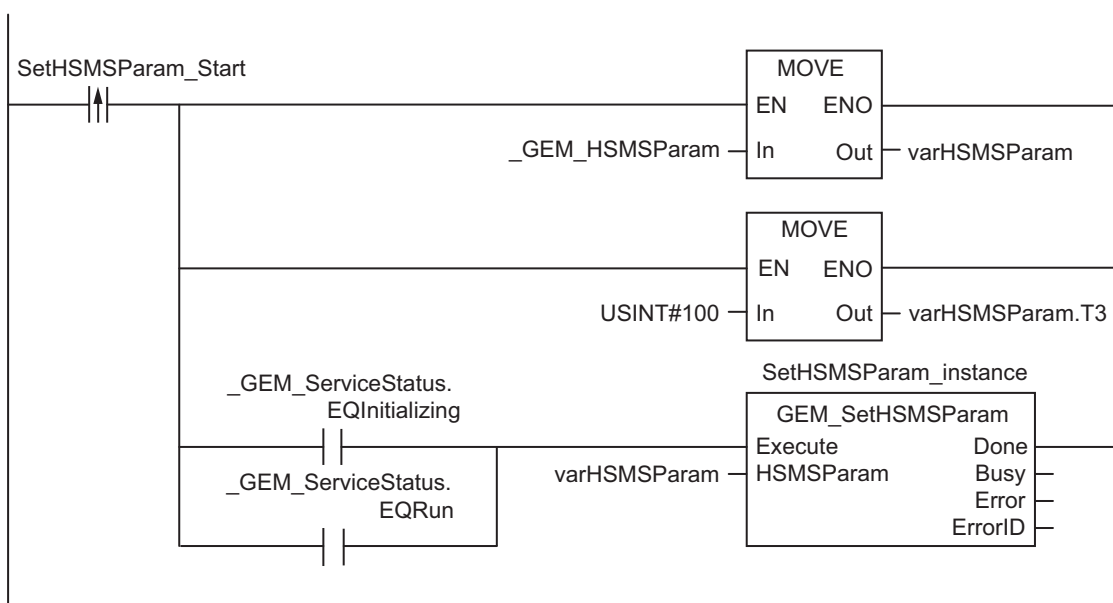 SetHSMSParam_Start
MOVE
EN ENO
_GEM_HSMSParam In Out varHSMSParam
MOVE
EN ENO
USINT#100 In Out varHSMSParam.T3
SetHSMSParam_instance
_GEM_ServiceStatus.
EQInitializing
GEM_SetHSMSParam
Execute Done
varHSMSParam HSMSParam Busy
_GEM_ServiceStatus.
EQRun
Error
ErrorID